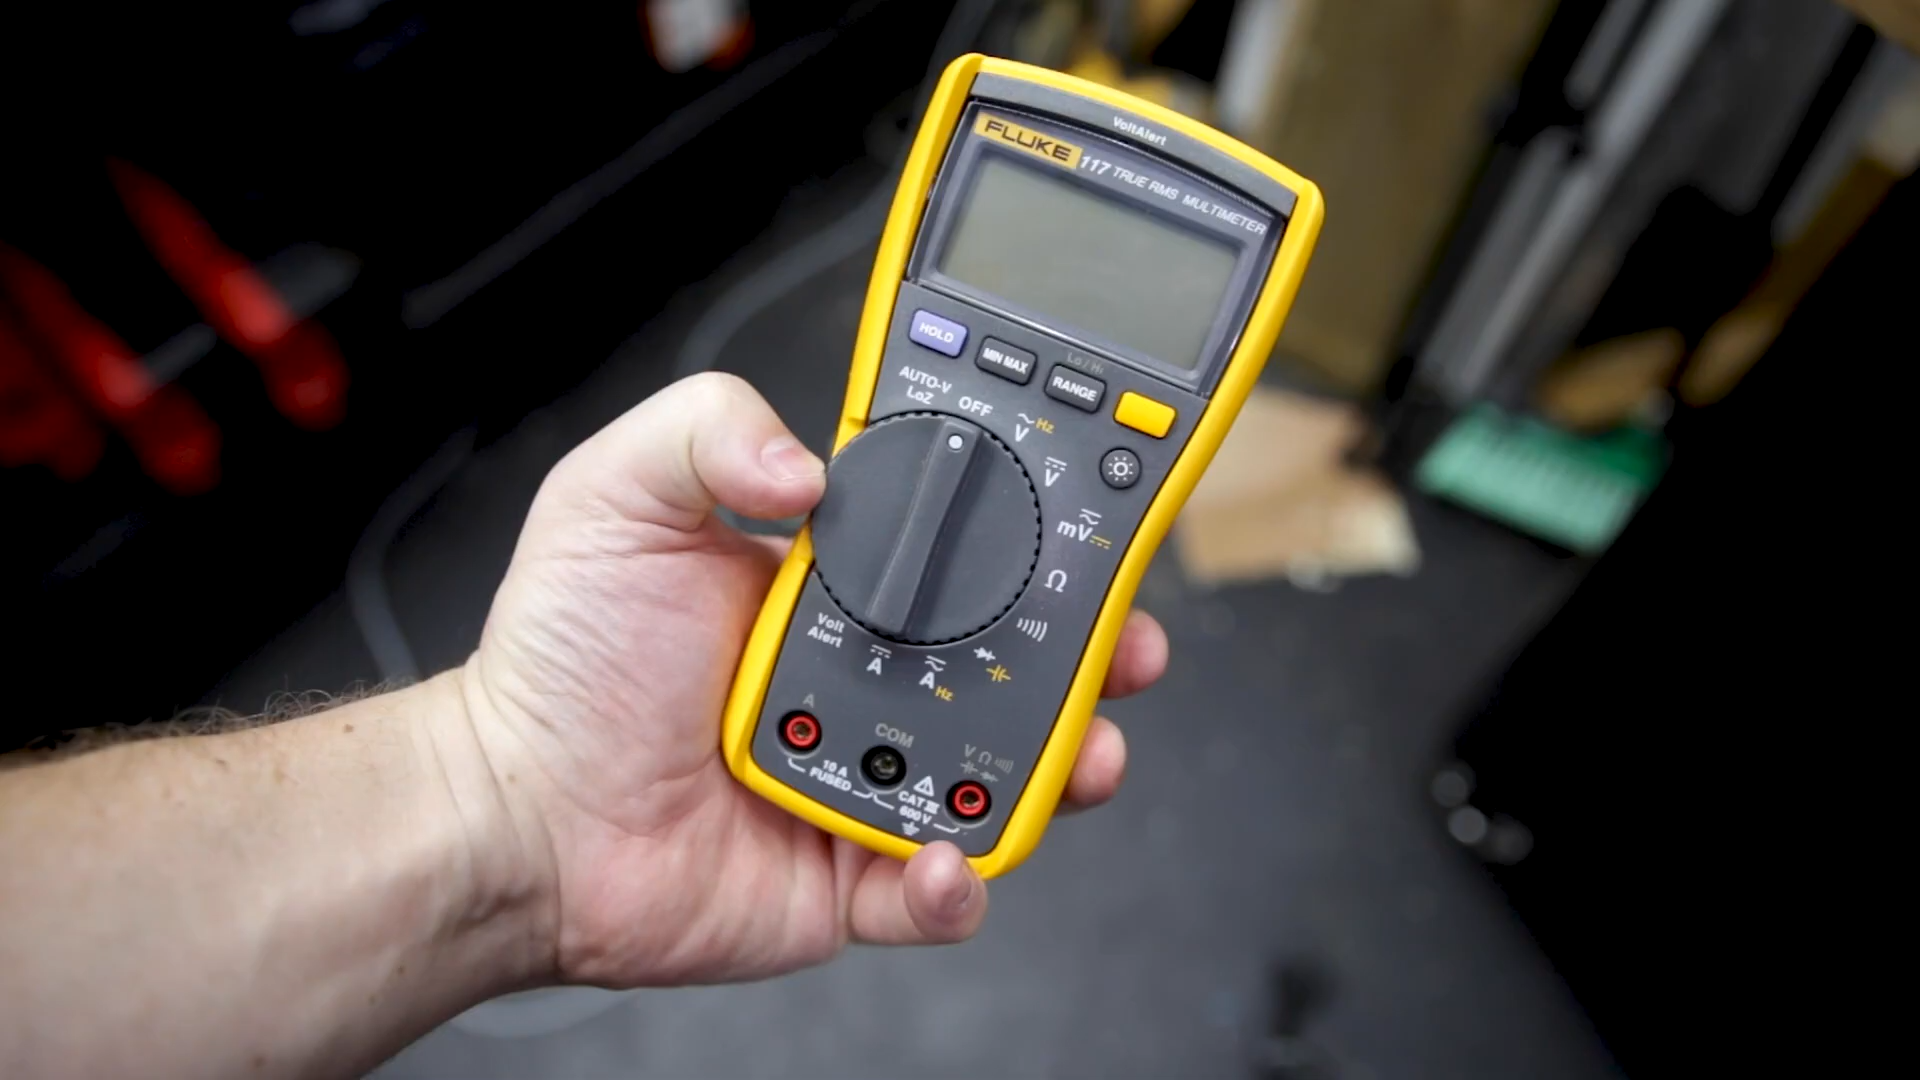 VoltAlert
FLUKE 117 TRUE RMS MULTIMETER
HOLD
MIN MAX
Lo / Hi
RANGE
AUTO-V
LoZ
OFF
V Hz
V
mV
Ω
Volt
Alert
A
A Hz
A
COM
V Ω
10 A
FUSED
CAT III
600 V